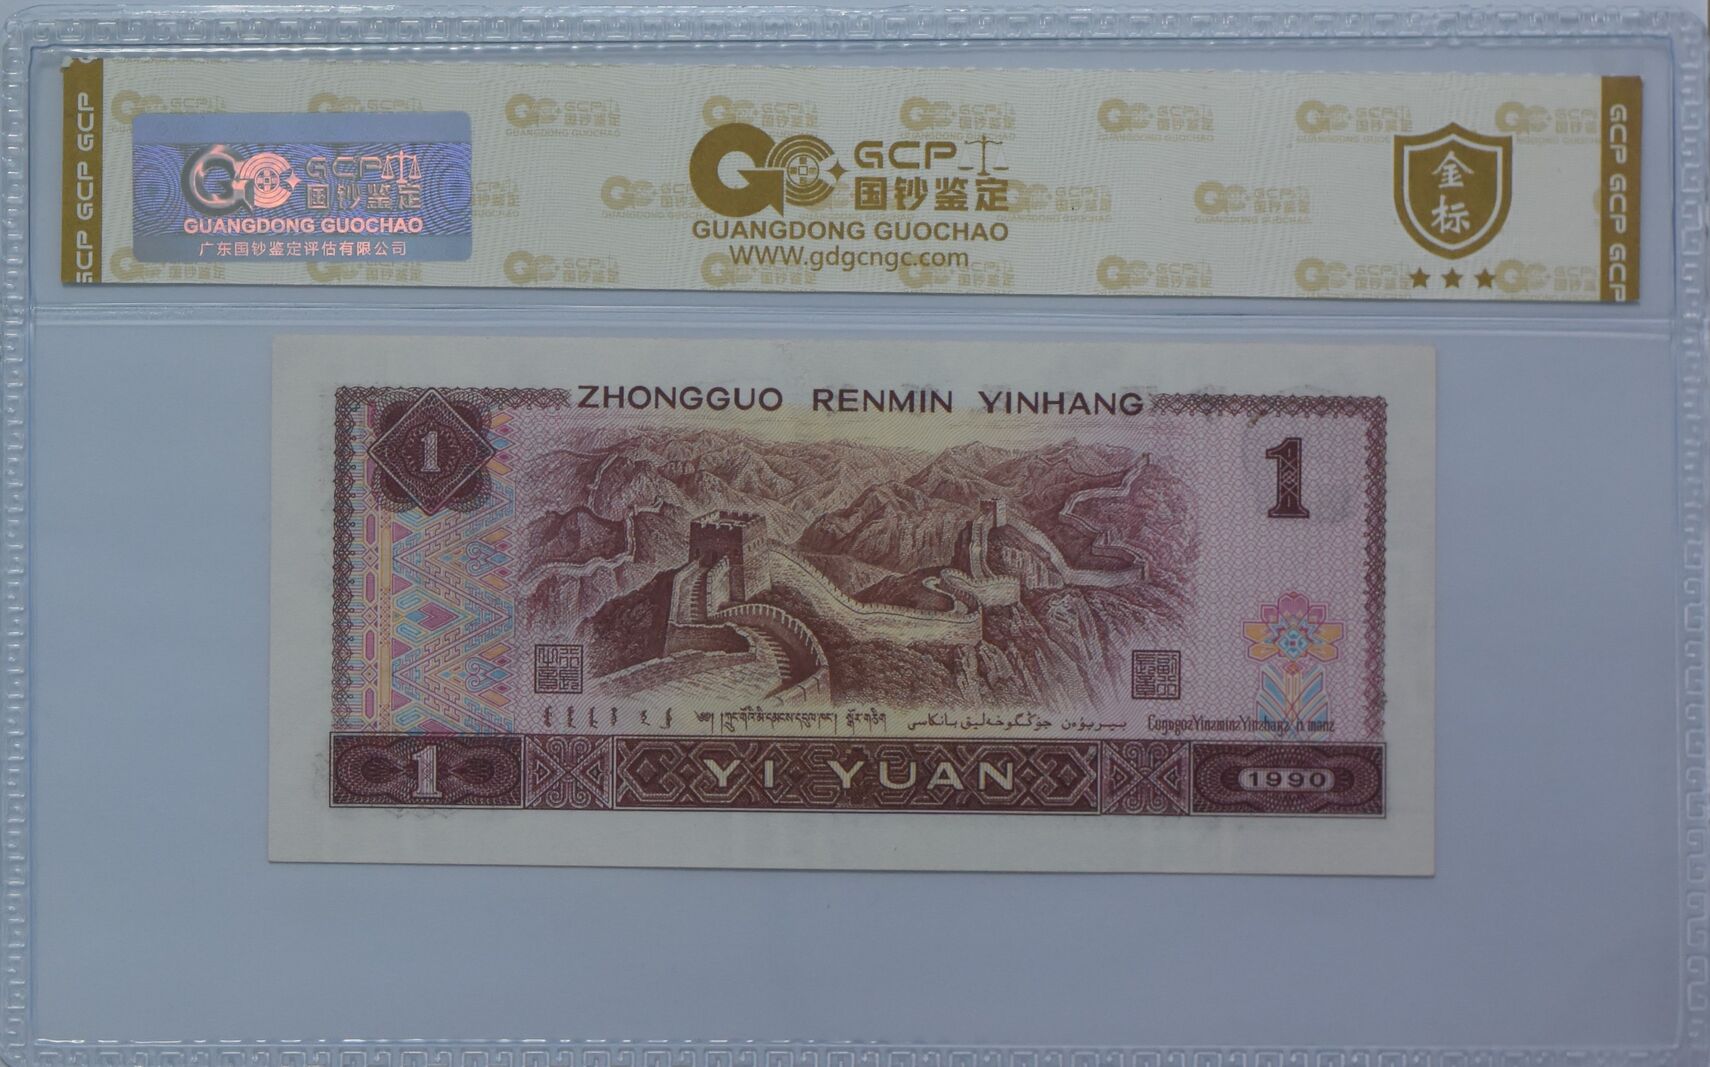 GCP GCP GCP
GCP
国钞鉴定
GUANGDONG GUOCHAO
广东国钞鉴定评估有限公司
GCP
国钞鉴定
GUANGDONG GUOCHAO
WWW.gdgcngc.com
金标
GCP GCP GCP
ZHONGGUO RENMIN YINHANG
1
1
1
YI YUAN
1990